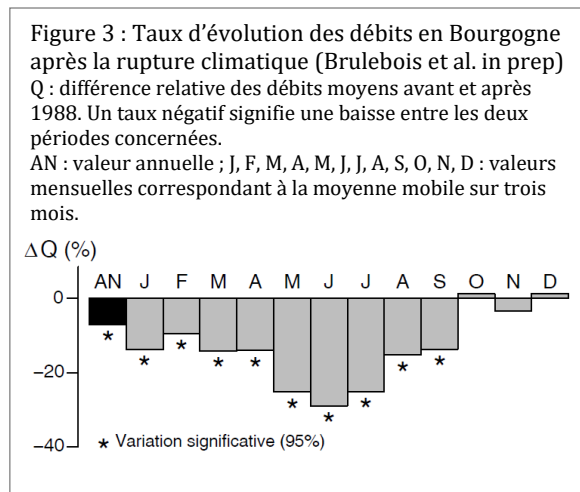 Figure 3 : Taux d'évolution des débits en Bourgogne
après la rupture climatique (Brulebois et al. in prep)
Q : différence relative des débits moyens avant et après
1988. Un taux négatif signifie une baisse entre les deux
périodes concernées.
AN : valeur annuelle ; J, F, M, A, M, J, J, A, S, O, N, D : valeurs
mensuelles correspondant à la moyenne mobile sur trois
mois.
Δ Q (%)
AN J F M A M J J A S O N D
0
* * * * * * * * * *
−20
−40
* Variation significative (95%)